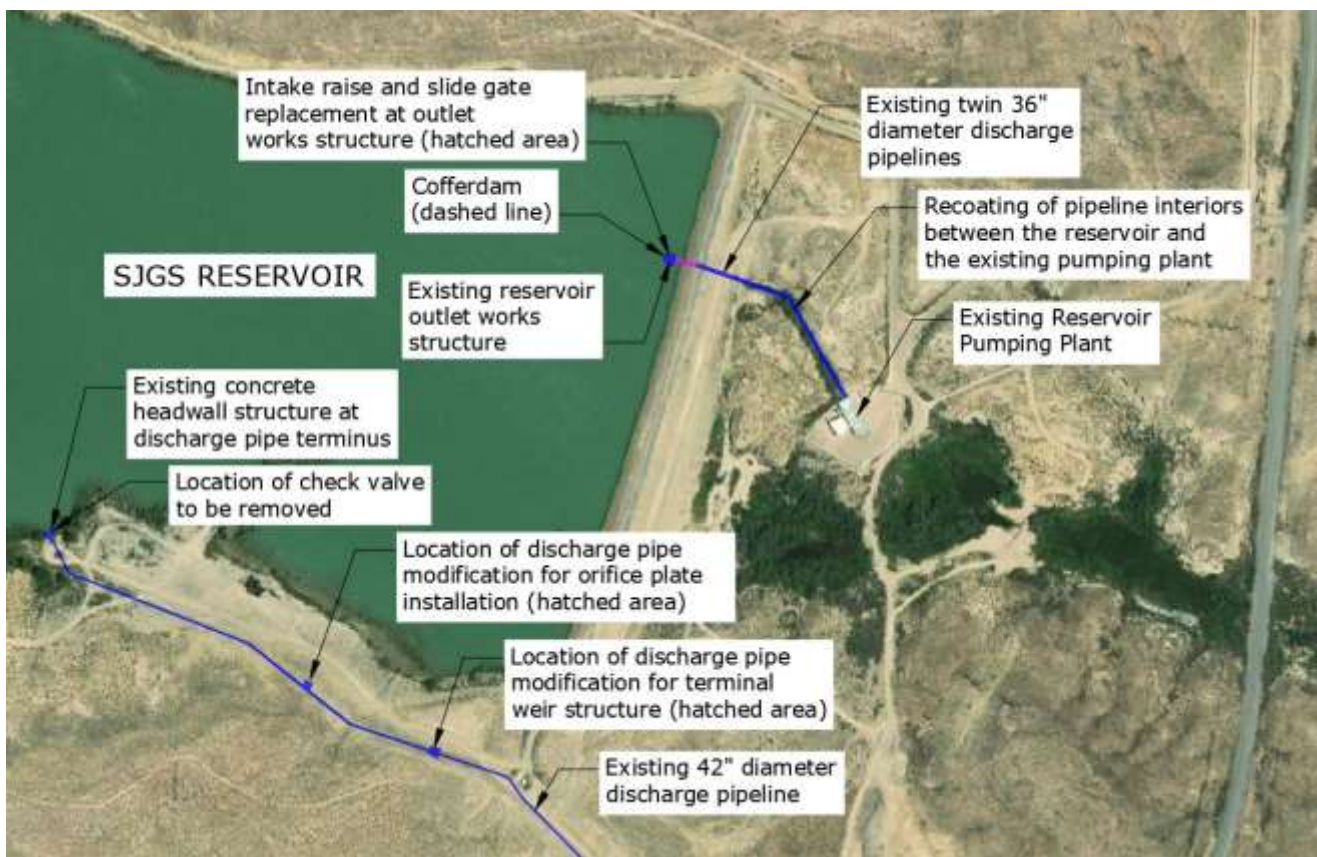 Intake raise and slide gate
replacement at outlet
works structure (hatched area)
Existing twin 36"
diameter discharge
pipelines
Cofferdam
(dashed line)
Recoating of pipeline interiors
between the reservoir and
the existing pumping plant
SJGS RESERVOIR
Existing reservoir
outlet works
structure
Existing Reservoir
Pumping Plant
Existing concrete
headwall structure at
discharge pipe terminus
Location of check valve
to be removed
Location of discharge pipe
modification for orifice plate
installation (hatched area)
Location of discharge pipe
modification for terminal
weir structure (hatched area)
Existing 42" diameter
discharge pipeline